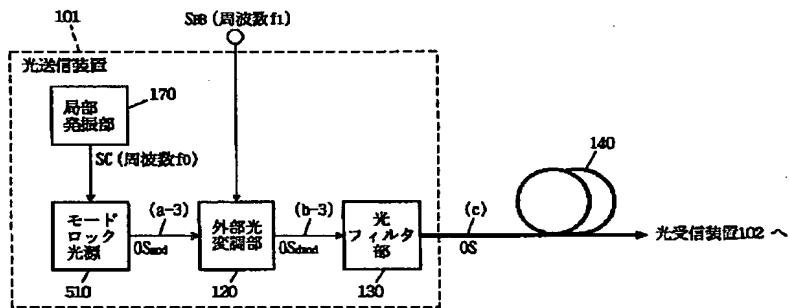 101
SBB(周波数f1)
光送信装置
局部
発振部
170
SC(周波数f0)
モード
ロック
光源
510
(a-3)
OSmod
外部光
変調部
120
(b-3)
OSdmod
光
フィルタ
部
130
(c)
OS
140
光受信装置102 へ